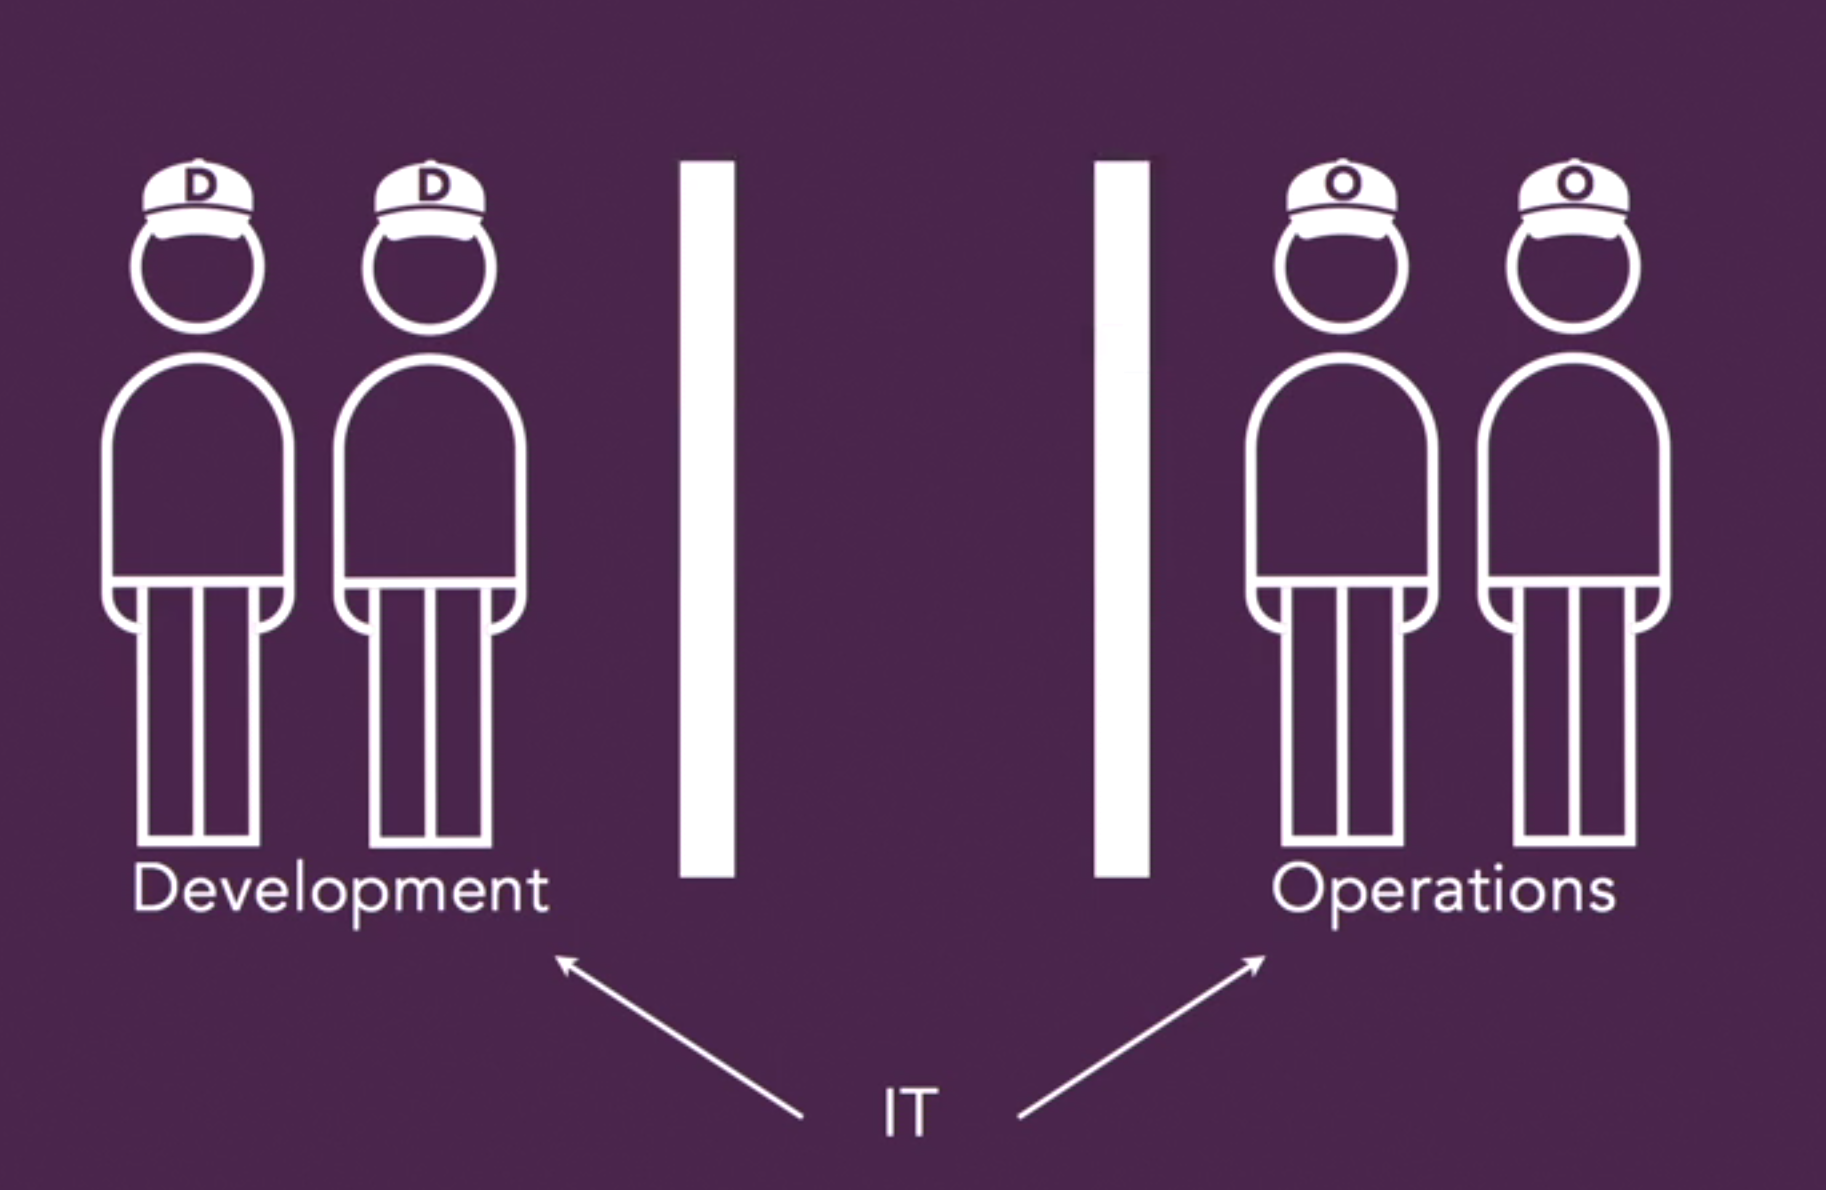 D D O O
Development Operations
IT